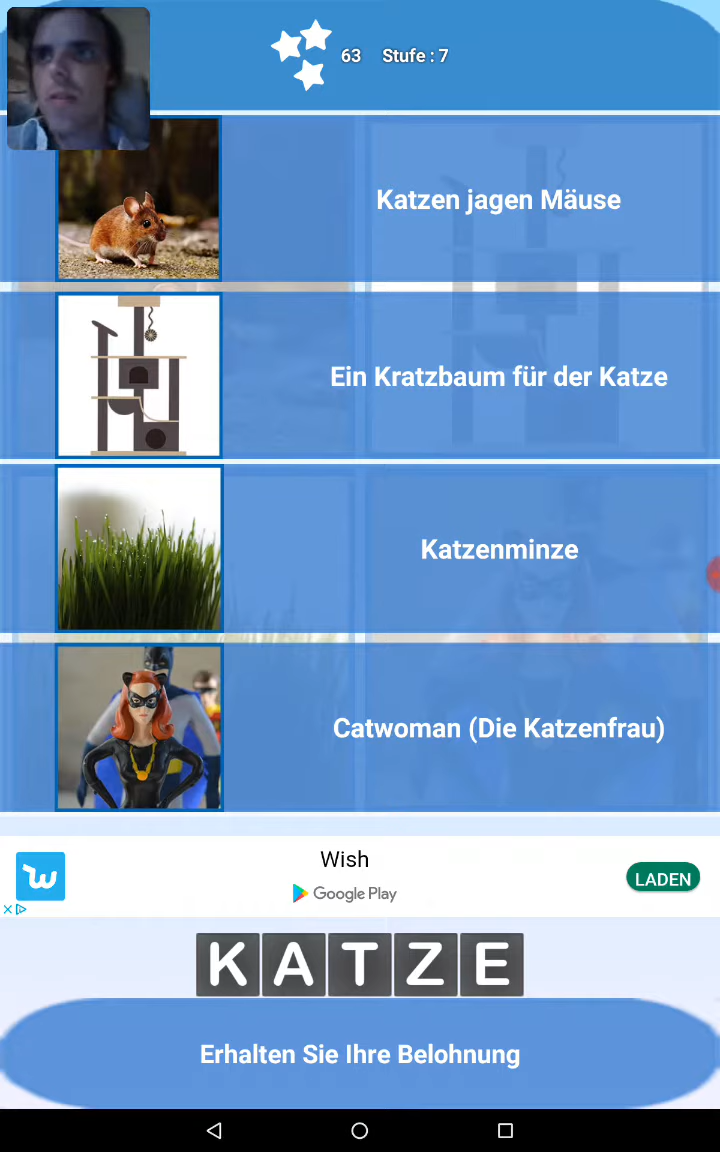 63 Stufe : 7
Katzen jagen Mäuse
Ein Kratzbaum für der Katze
Katzenminze
Catwoman (Die Katzenfrau)
Wish
Google Play
LADEN
KATZE
Erhalten Sie Ihre Belohnung